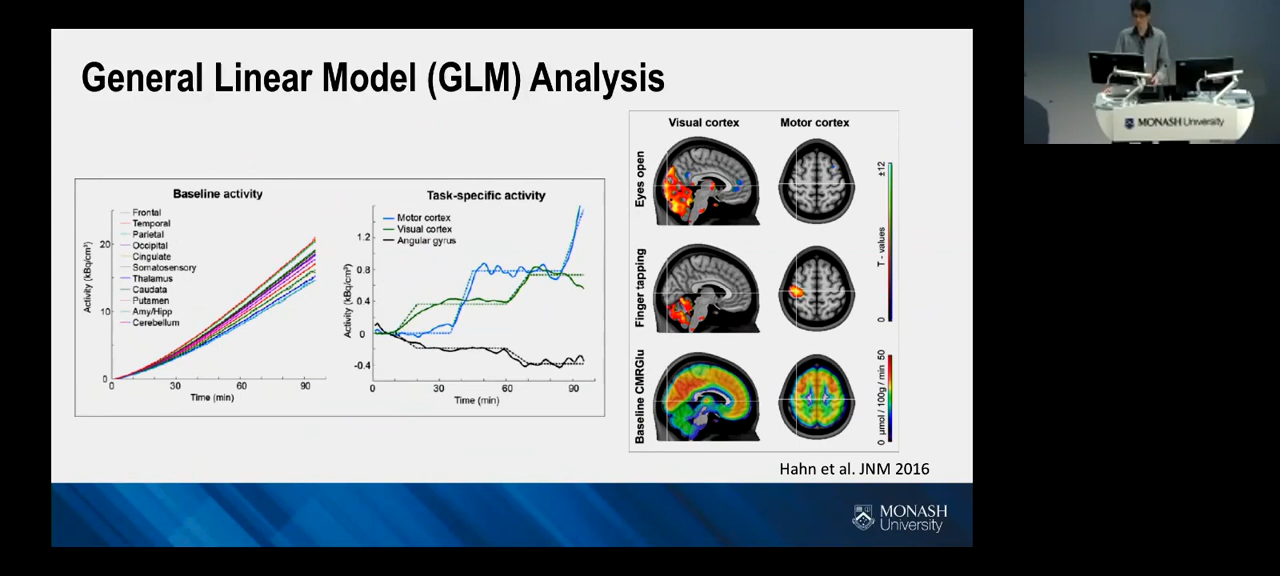 General Linear Model (GLM) Analysis
Baseline activity
Frontal
Temporal
Parietal
Occipital
Cingulate
Somatosensory
Thalamus
Caudata
Putamen
Amy/Hipp
Cerebellum
Activity (kBq/cm³)
20
10
0
0 30 60 90
Time (min)
Task-specific activity
Motor cortex
Visual cortex
Angular gyrus
Activity (kBq/cm³)
1.2
0.8
0.4
0
-0.4
0 30 60 90
Time (min)
Visual cortex Motor cortex
Eyes open
Finger tapping
Baseline CMRGlu
±12
T - values
0
50
µmol / 100g / min
0
Hahn et al. JNM 2016
MONASH
University
MONASH University